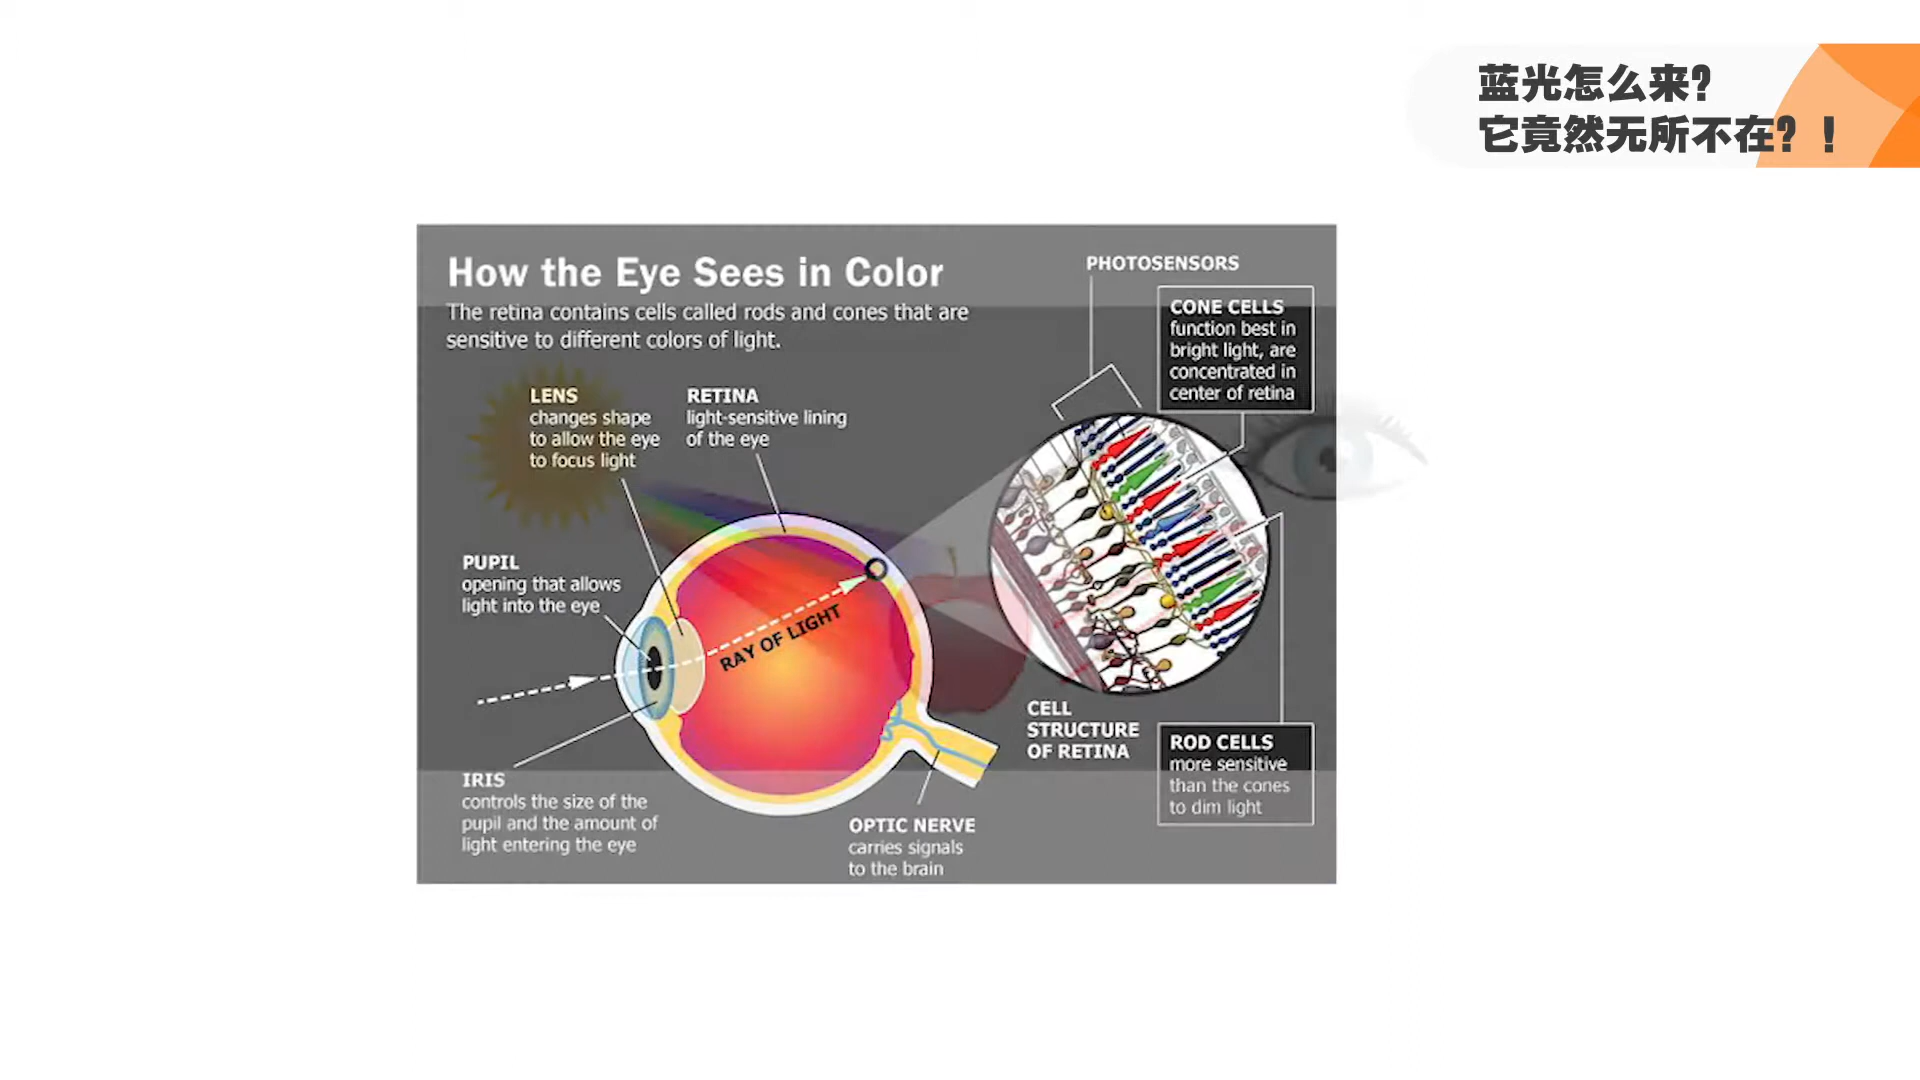 蓝光怎么来?
它竟然无所不在?!
How the Eye Sees in Color
The retina contains cells called rods and cones that are
sensitive to different colors of light.
PHOTOSENSORS
CONE CELLS
function best in
bright light, are
concentrated in
center of retina
LENS
changes shape
to allow the eye
to focus light
RETINA
light-sensitive lining
of the eye
PUPIL
opening that allows
light into the eye
RAY OF LIGHT
CELL
STRUCTURE
OF RETINA
ROD CELLS
more sensitive
than the cones
to dim light
IRIS
controls the size of the
pupil and the amount of
light entering the eye
OPTIC NERVE
carries signals
to the brain